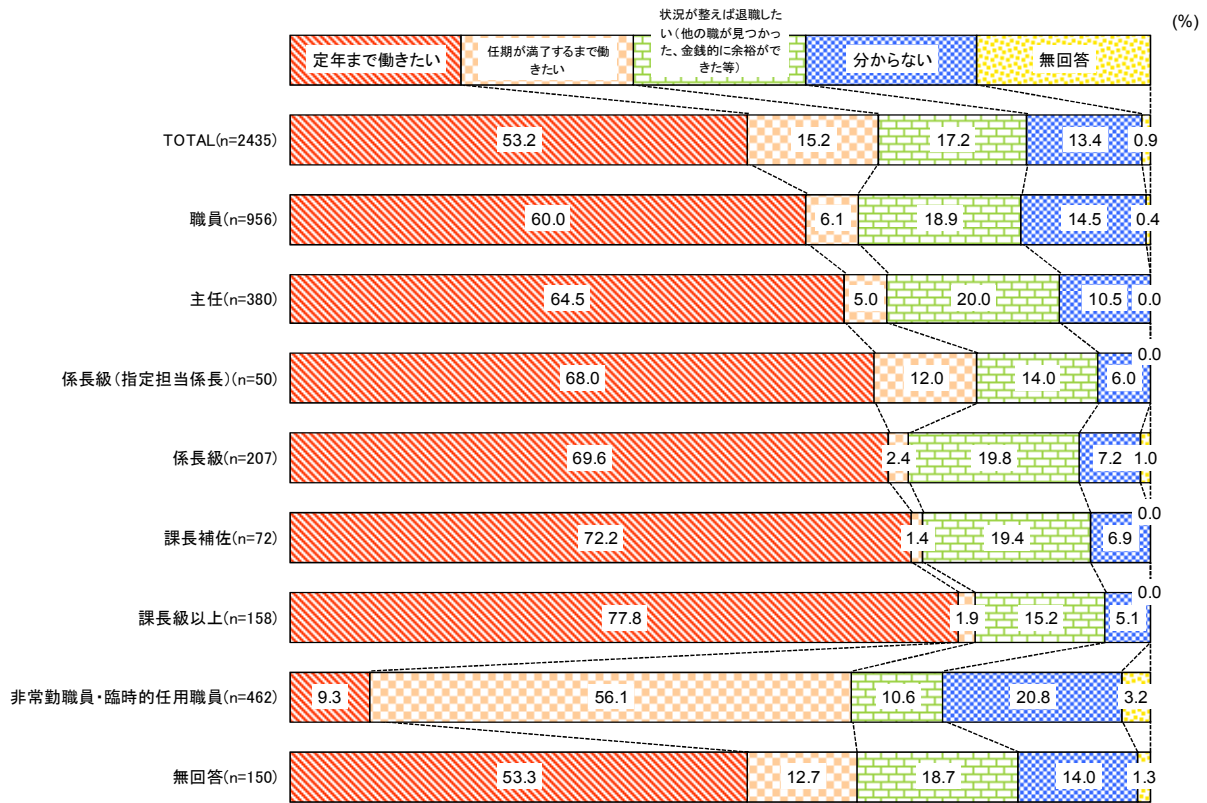 (%)
定年まで働きたい
任期が満了するまで働
きたい
状況が整えば退職した
い(他の職が見つかっ
た、金銭的に余裕がで
きた等)
分からない
無回答
TOTAL(n=2435)
53.2
15.2
17.2
13.4
0.9
職員(n=956)
60.0
6.1
18.9
14.5
0.4
主任(n=380)
64.5
5.0
20.0
10.5
0.0
係長級(指定担当係長)(n=50)
68.0
12.0
14.0
6.0
0.0
係長級(n=207)
69.6
2.4
19.8
7.2
1.0
課長補佐(n=72)
72.2
1.4
19.4
6.9
0.0
課長級以上(n=158)
77.8
1.9
15.2
5.1
0.0
非常勤職員・臨時的任用職員(n=462)
9.3
56.1
10.6
20.8
3.2
無回答(n=150)
53.3
12.7
18.7
14.0
1.3